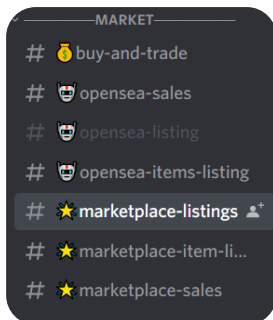 MARKET
# buy-and-trade
# opensea-sales
# opensea-listing
# opensea-items-listing
# marketplace-listings
# marketplace-item-li...
# marketplace-sales